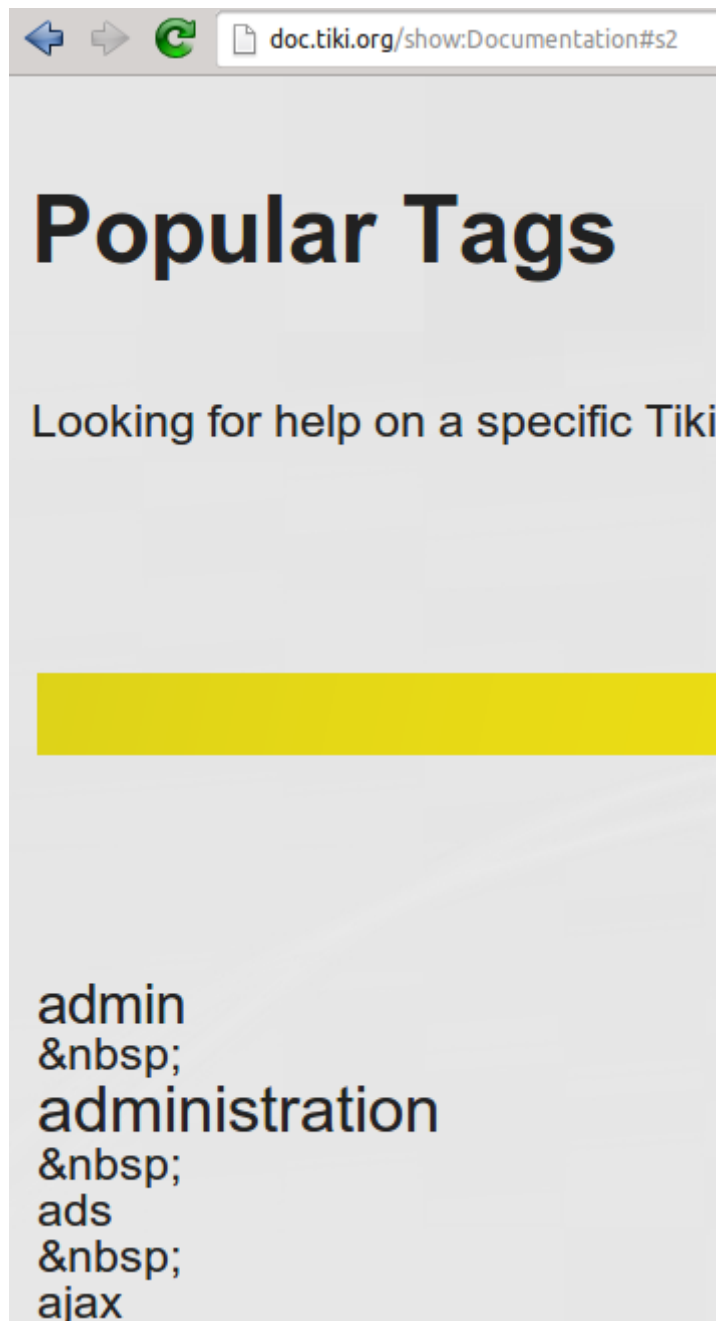 doc.tiki.org/show:Documentation#s2
Popular Tags
Looking for help on a specific Tiki
admin
&nbsp;
administration
&nbsp;
ads
&nbsp;
ajax